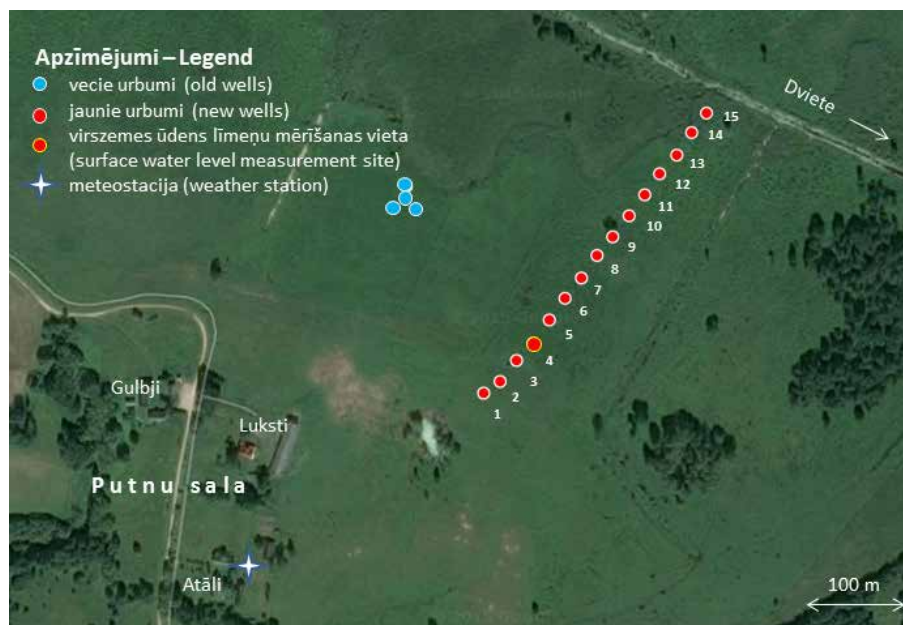 Apzīmējumi – Legend
vecie urbumi (old wells)
jaunie urbumi (new wells)
virszemes ūdens līmeņu mērīšanas vieta
(surface water level measurement site)
meteostacija (weather station)
Dviete
15
14
13
12
11
10
9
8
7
6
5
4
3
2
1
Gulbji
Luksti
Putnu sala
Atāli
100 m